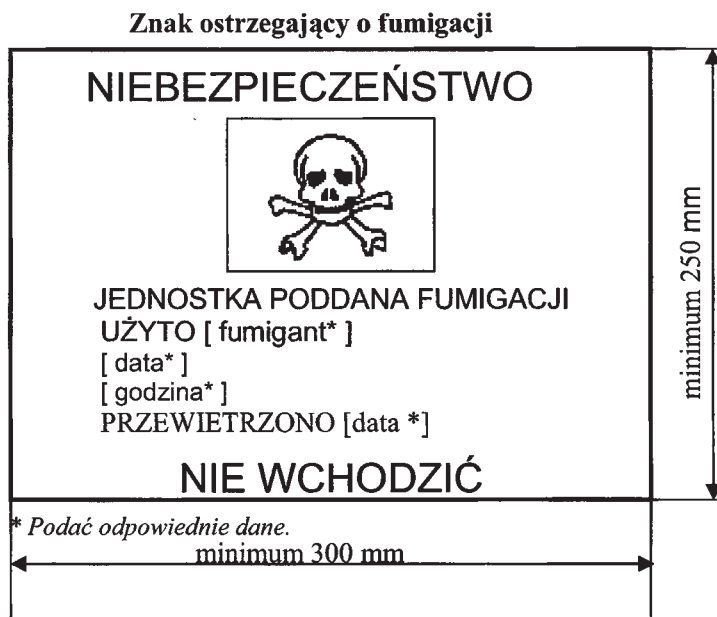 Znak ostrzegający o fumigacji
NIEBEZPIECZEŃSTWO
JEDNOSTKA PODDANA FUMIGACJI
UŻYTO [ fumigant* ]
[ data* ]
[ godzina* ]
PRZEWIETRZONO [data *]
NIE WCHODZIĆ
minimum 250 mm
* Podać odpowiednie dane.
minimum 300 mm